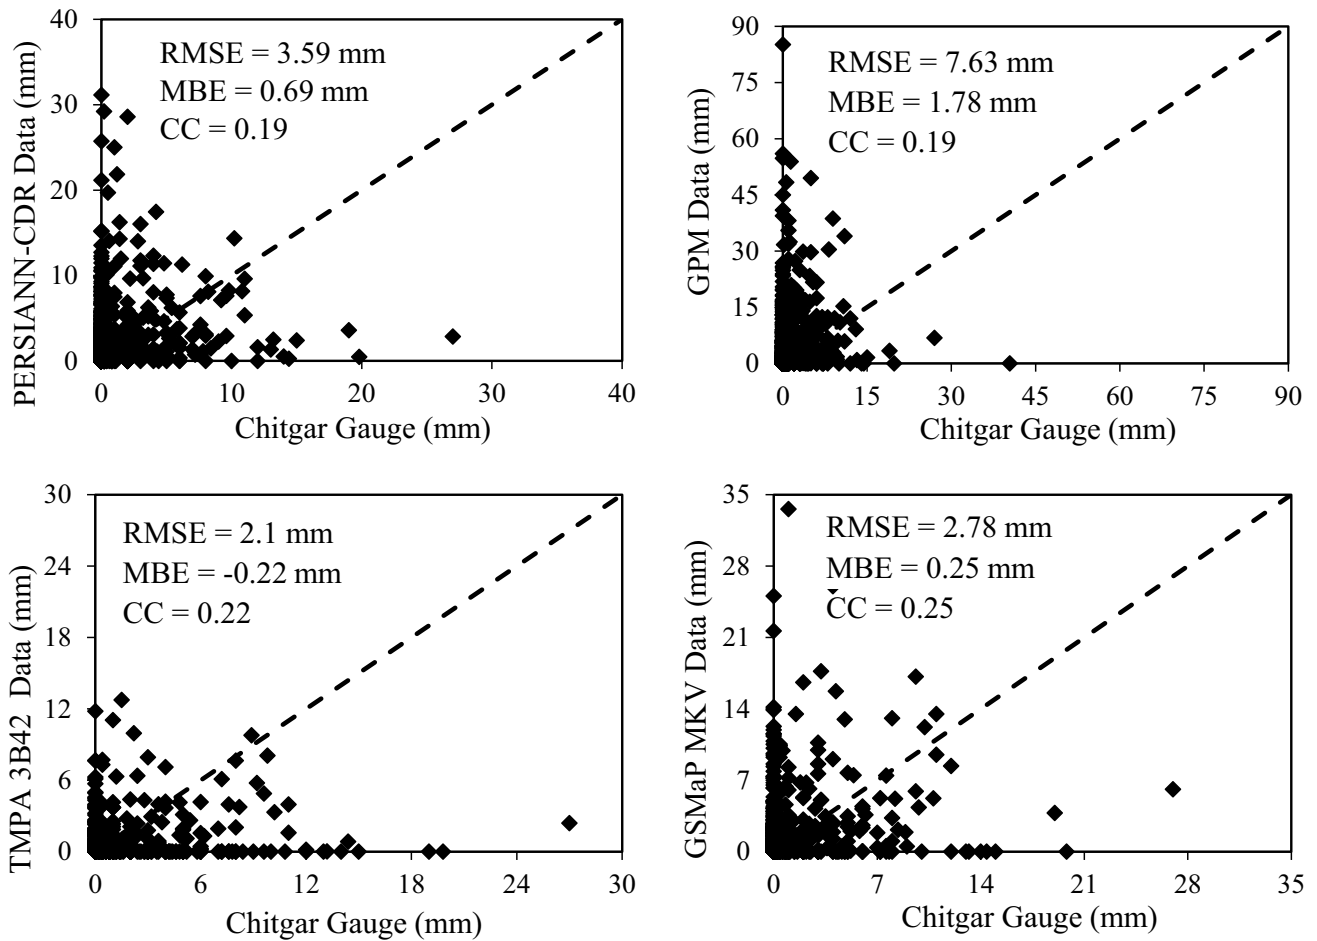 40
30
20
10
0
PERSIANN-CDR Data (mm)
RMSE = 3.59 mm
MBE = 0.69 mm
CC = 0.19
0 10 20 30 40
Chitgar Gauge (mm)
90
75
60
45
30
15
0
GPM Data (mm)
RMSE = 7.63 mm
MBE = 1.78 mm
CC = 0.19
0 15 30 45 60 75 90
Chitgar Gauge (mm)
30
24
18
12
6
0
TMPA 3B42 Data (mm)
RMSE = 2.1 mm
MBE = -0.22 mm
CC = 0.22
0 6 12 18 24 30
Chitgar Gauge (mm)
35
28
21
14
7
0
GSMaP MKV Data (mm)
RMSE = 2.78 mm
MBE = 0.25 mm
CC = 0.25
0 7 14 21 28 35
Chitgar Gauge (mm)